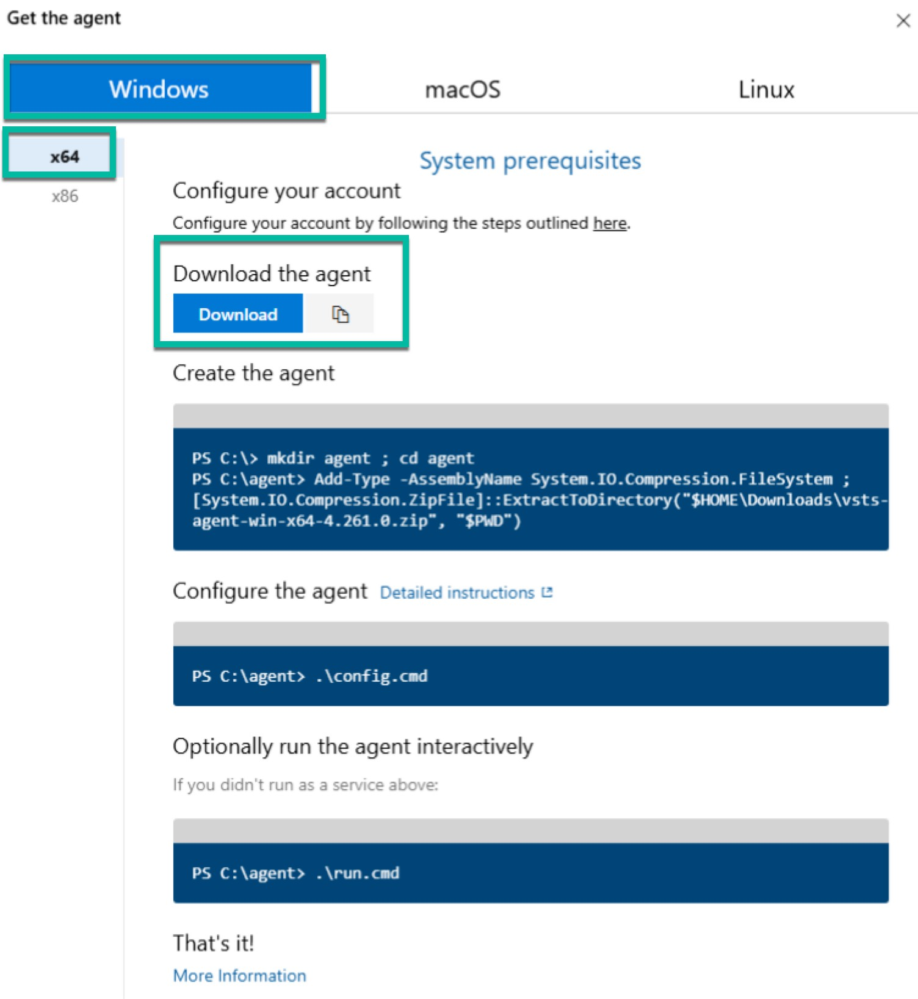 Get the agent
Windows
macOS
Linux
x64
x86
System prerequisites
Configure your account
Configure your account by following the steps outlined here.
Download the agent
Download
Create the agent
PS C:\> mkdir agent ; cd agent
PS C:\agent> Add-Type -AssemblyName System.IO.Compression.FileSystem ;
[System.IO.Compression.ZipFile]::ExtractToDirectory("$HOME\Downloads\vsts-
agent-win-x64-4.261.0.zip", "$PWD")
Configure the agent Detailed instructions
PS C:\agent> .\config.cmd
Optionally run the agent interactively
If you didn't run as a service above:
PS C:\agent> .\run.cmd
That's it!
More Information